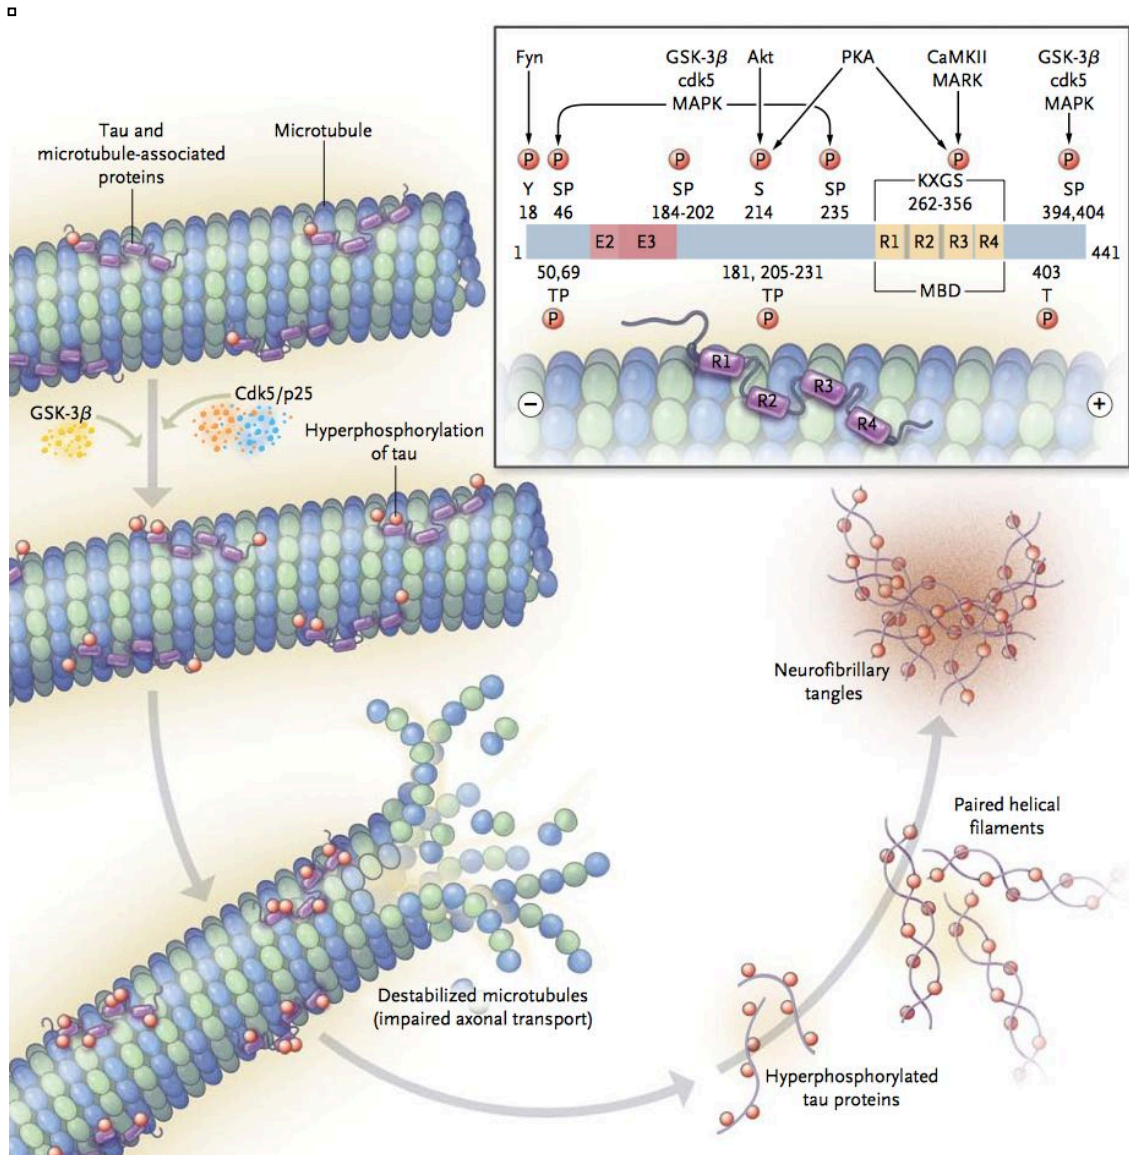 Fyn
GSK-3β
cdk5
MAPK
Akt
PKA
CaMKII
MARK
GSK-3β
cdk5
MAPK
P P P P P P P
Y SP SP S SP KXGS SP
18 46 184-202 214 235 262-356 394,404
1 E2 E3 R1 R2 R3 R4 441
50,69 181, 205-231 MBD 403
TP TP T
P P P
R1
R2
R3
R4
− +
Tau and
microtubule-associated
proteins
Microtubule
GSK-3β
Cdk5/p25
Hyperphosphorylation
of tau
Destabilized microtubules
(impaired axonal transport)
Hyperphosphorylated
tau proteins
Paired helical
filaments
Neurofibrillary
tangles